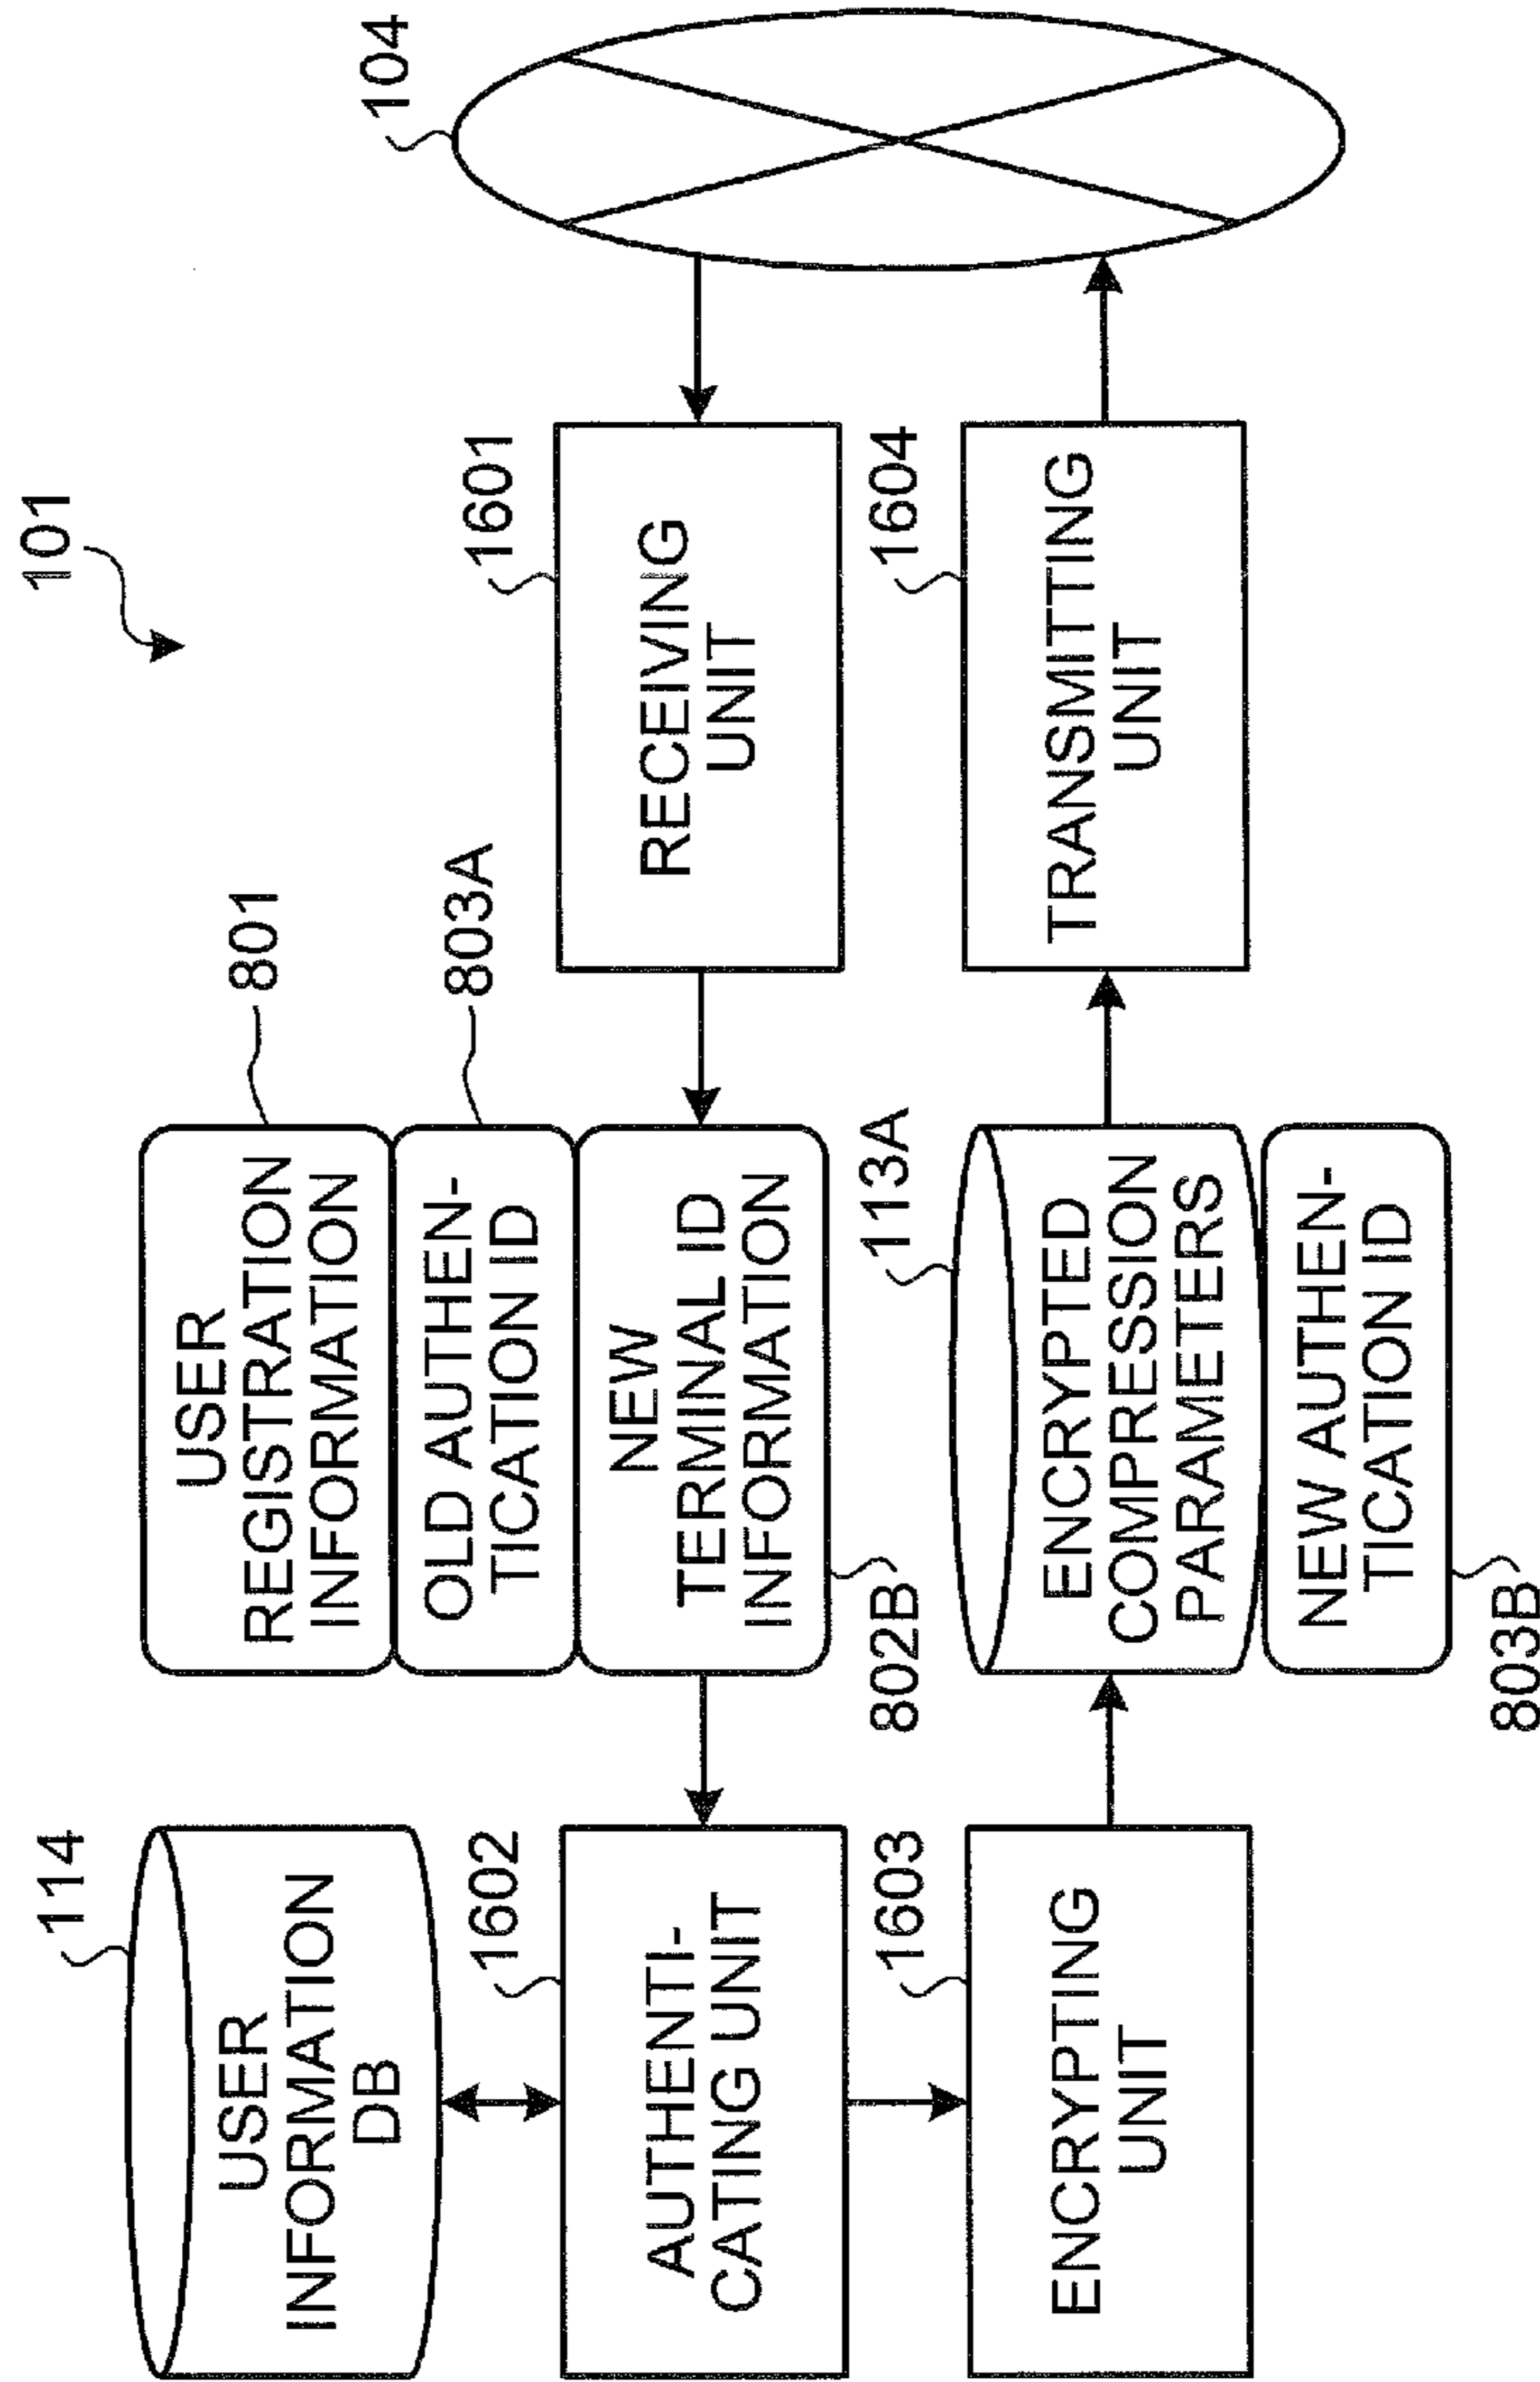 101
114
USER
INFORMATION
DB
801
USER
REGISTRATION
INFORMATION
803A
OLD AUTHEN-
TICATION ID
NEW
TERMINAL ID
INFORMATION
802B
104
1602
AUTHENTI-
CATING UNIT
1601
RECEIVING
UNIT
1603
ENCRYPTING
UNIT
113A
ENCRYPTED
COMPRESSION
PARAMETERS
NEW AUTHEN-
TICATION ID
803B
1604
TRANSMITTING
UNIT